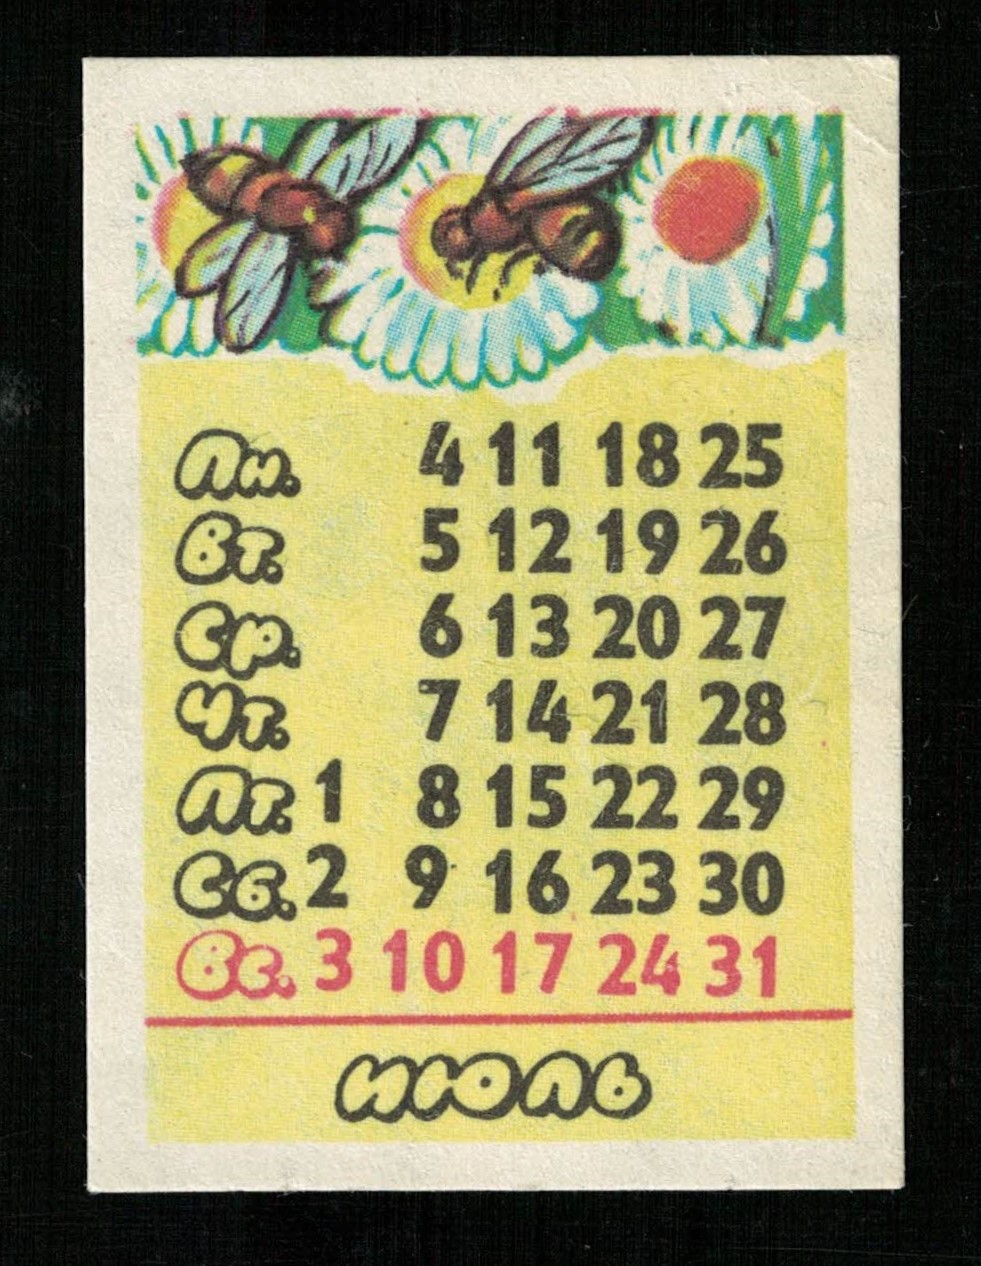 Пн. 4 11 18 25
Вт. 5 12 19 26
Ср. 6 13 20 27
Чт. 7 14 21 28
Пт. 1 8 15 22 29
Сб. 2 9 16 23 30
Вс. 3 10 17 24 31
июль